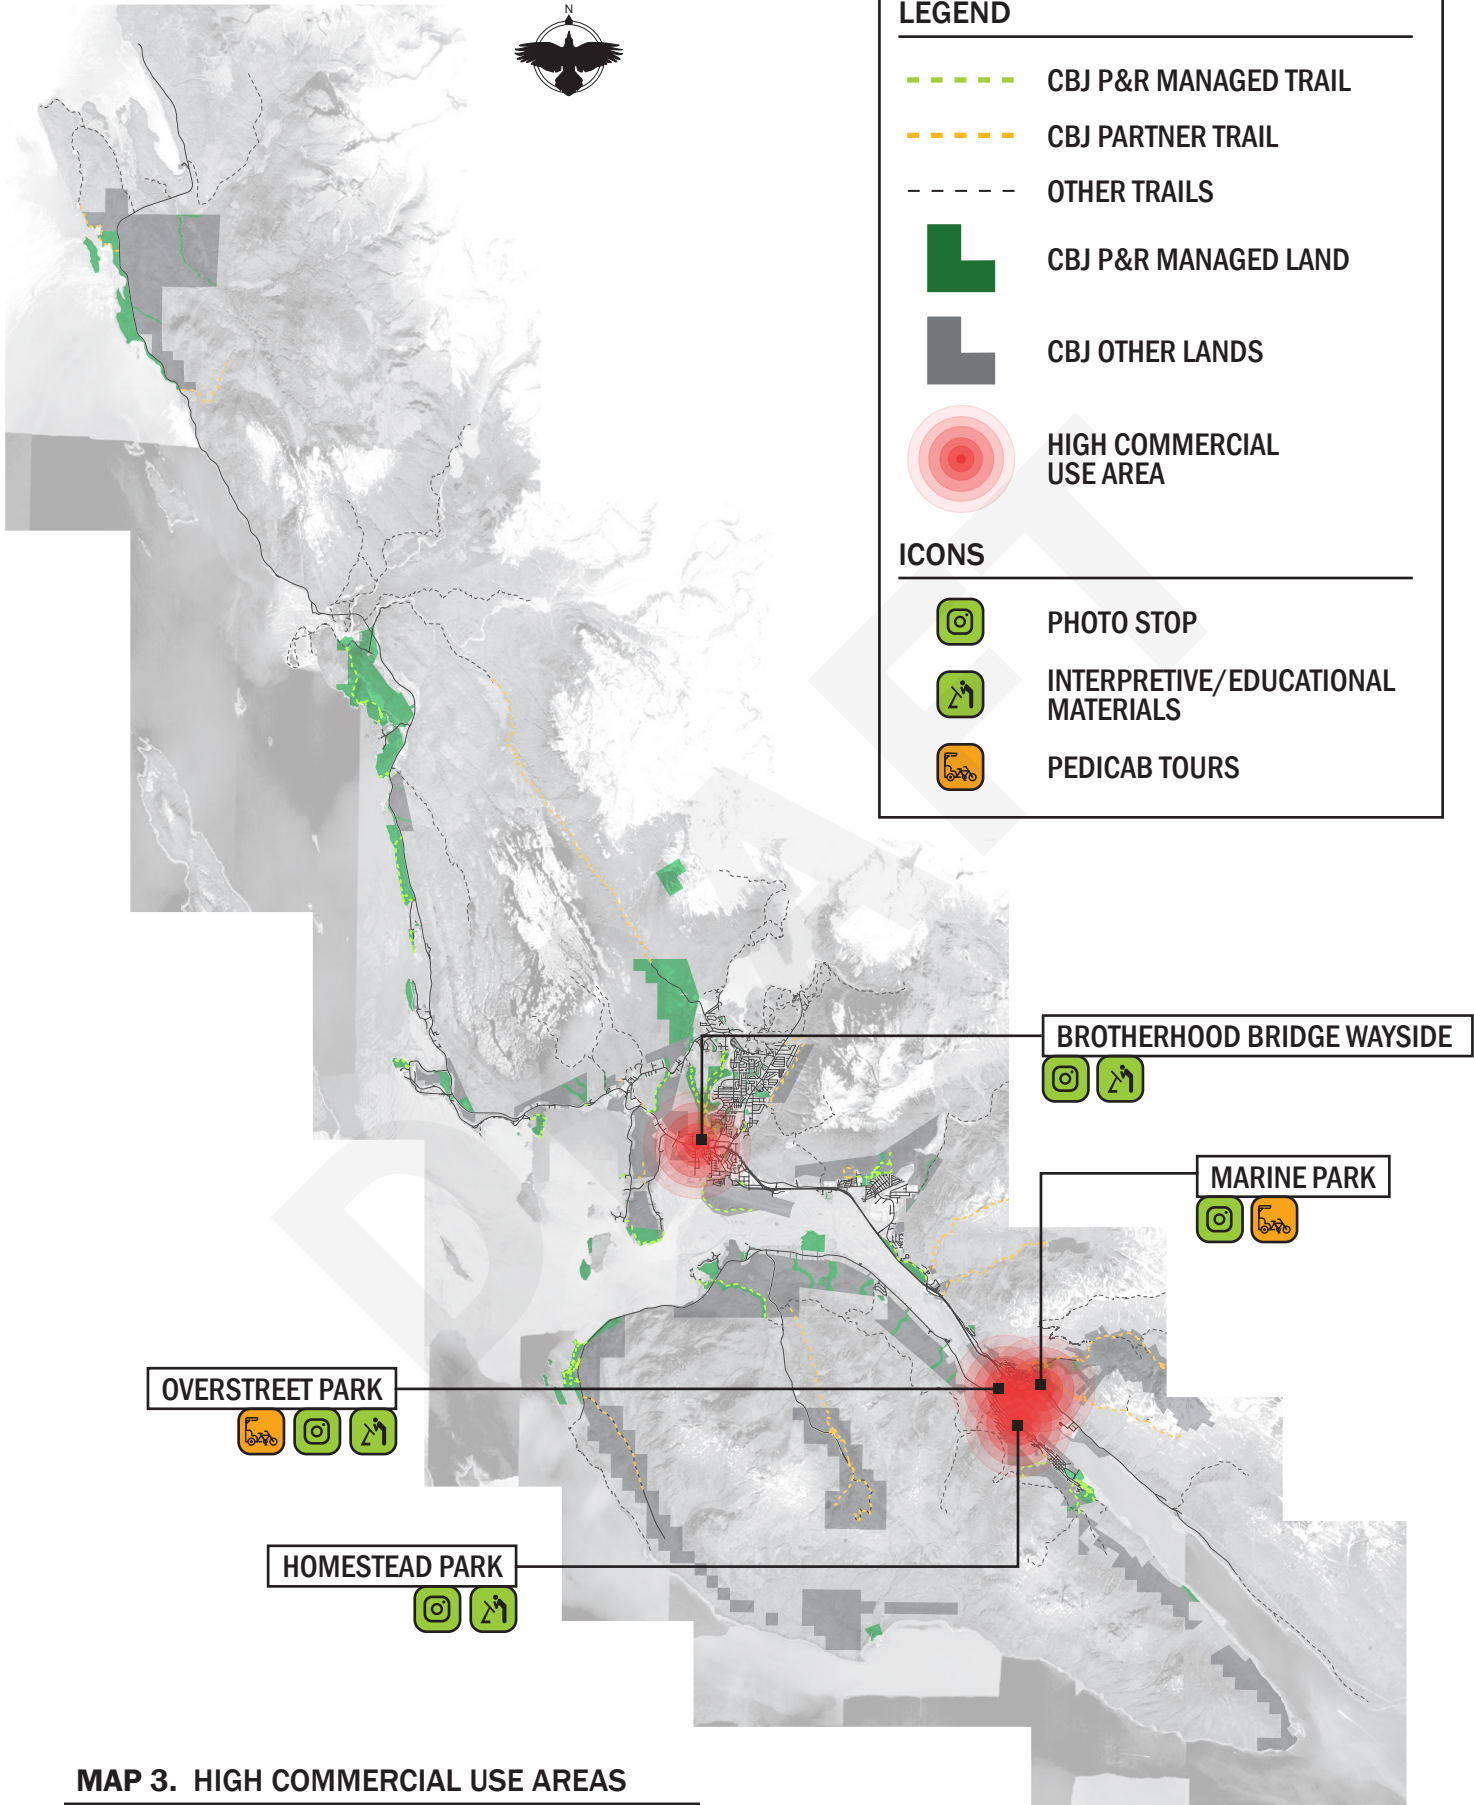 N
LEGEND
CBJ P&R MANAGED TRAIL
CBJ PARTNER TRAIL
OTHER TRAILS
CBJ P&R MANAGED LAND
CBJ OTHER LANDS
HIGH COMMERCIAL
USE AREA
ICONS
PHOTO STOP
INTERPRETIVE/EDUCATIONAL
MATERIALS
PEDICAB TOURS
BROTHERHOOD BRIDGE WAYSIDE
MARINE PARK
OVERSTREET PARK
HOMESTEAD PARK
DRAFT
MAP 3. HIGH COMMERCIAL USE AREAS